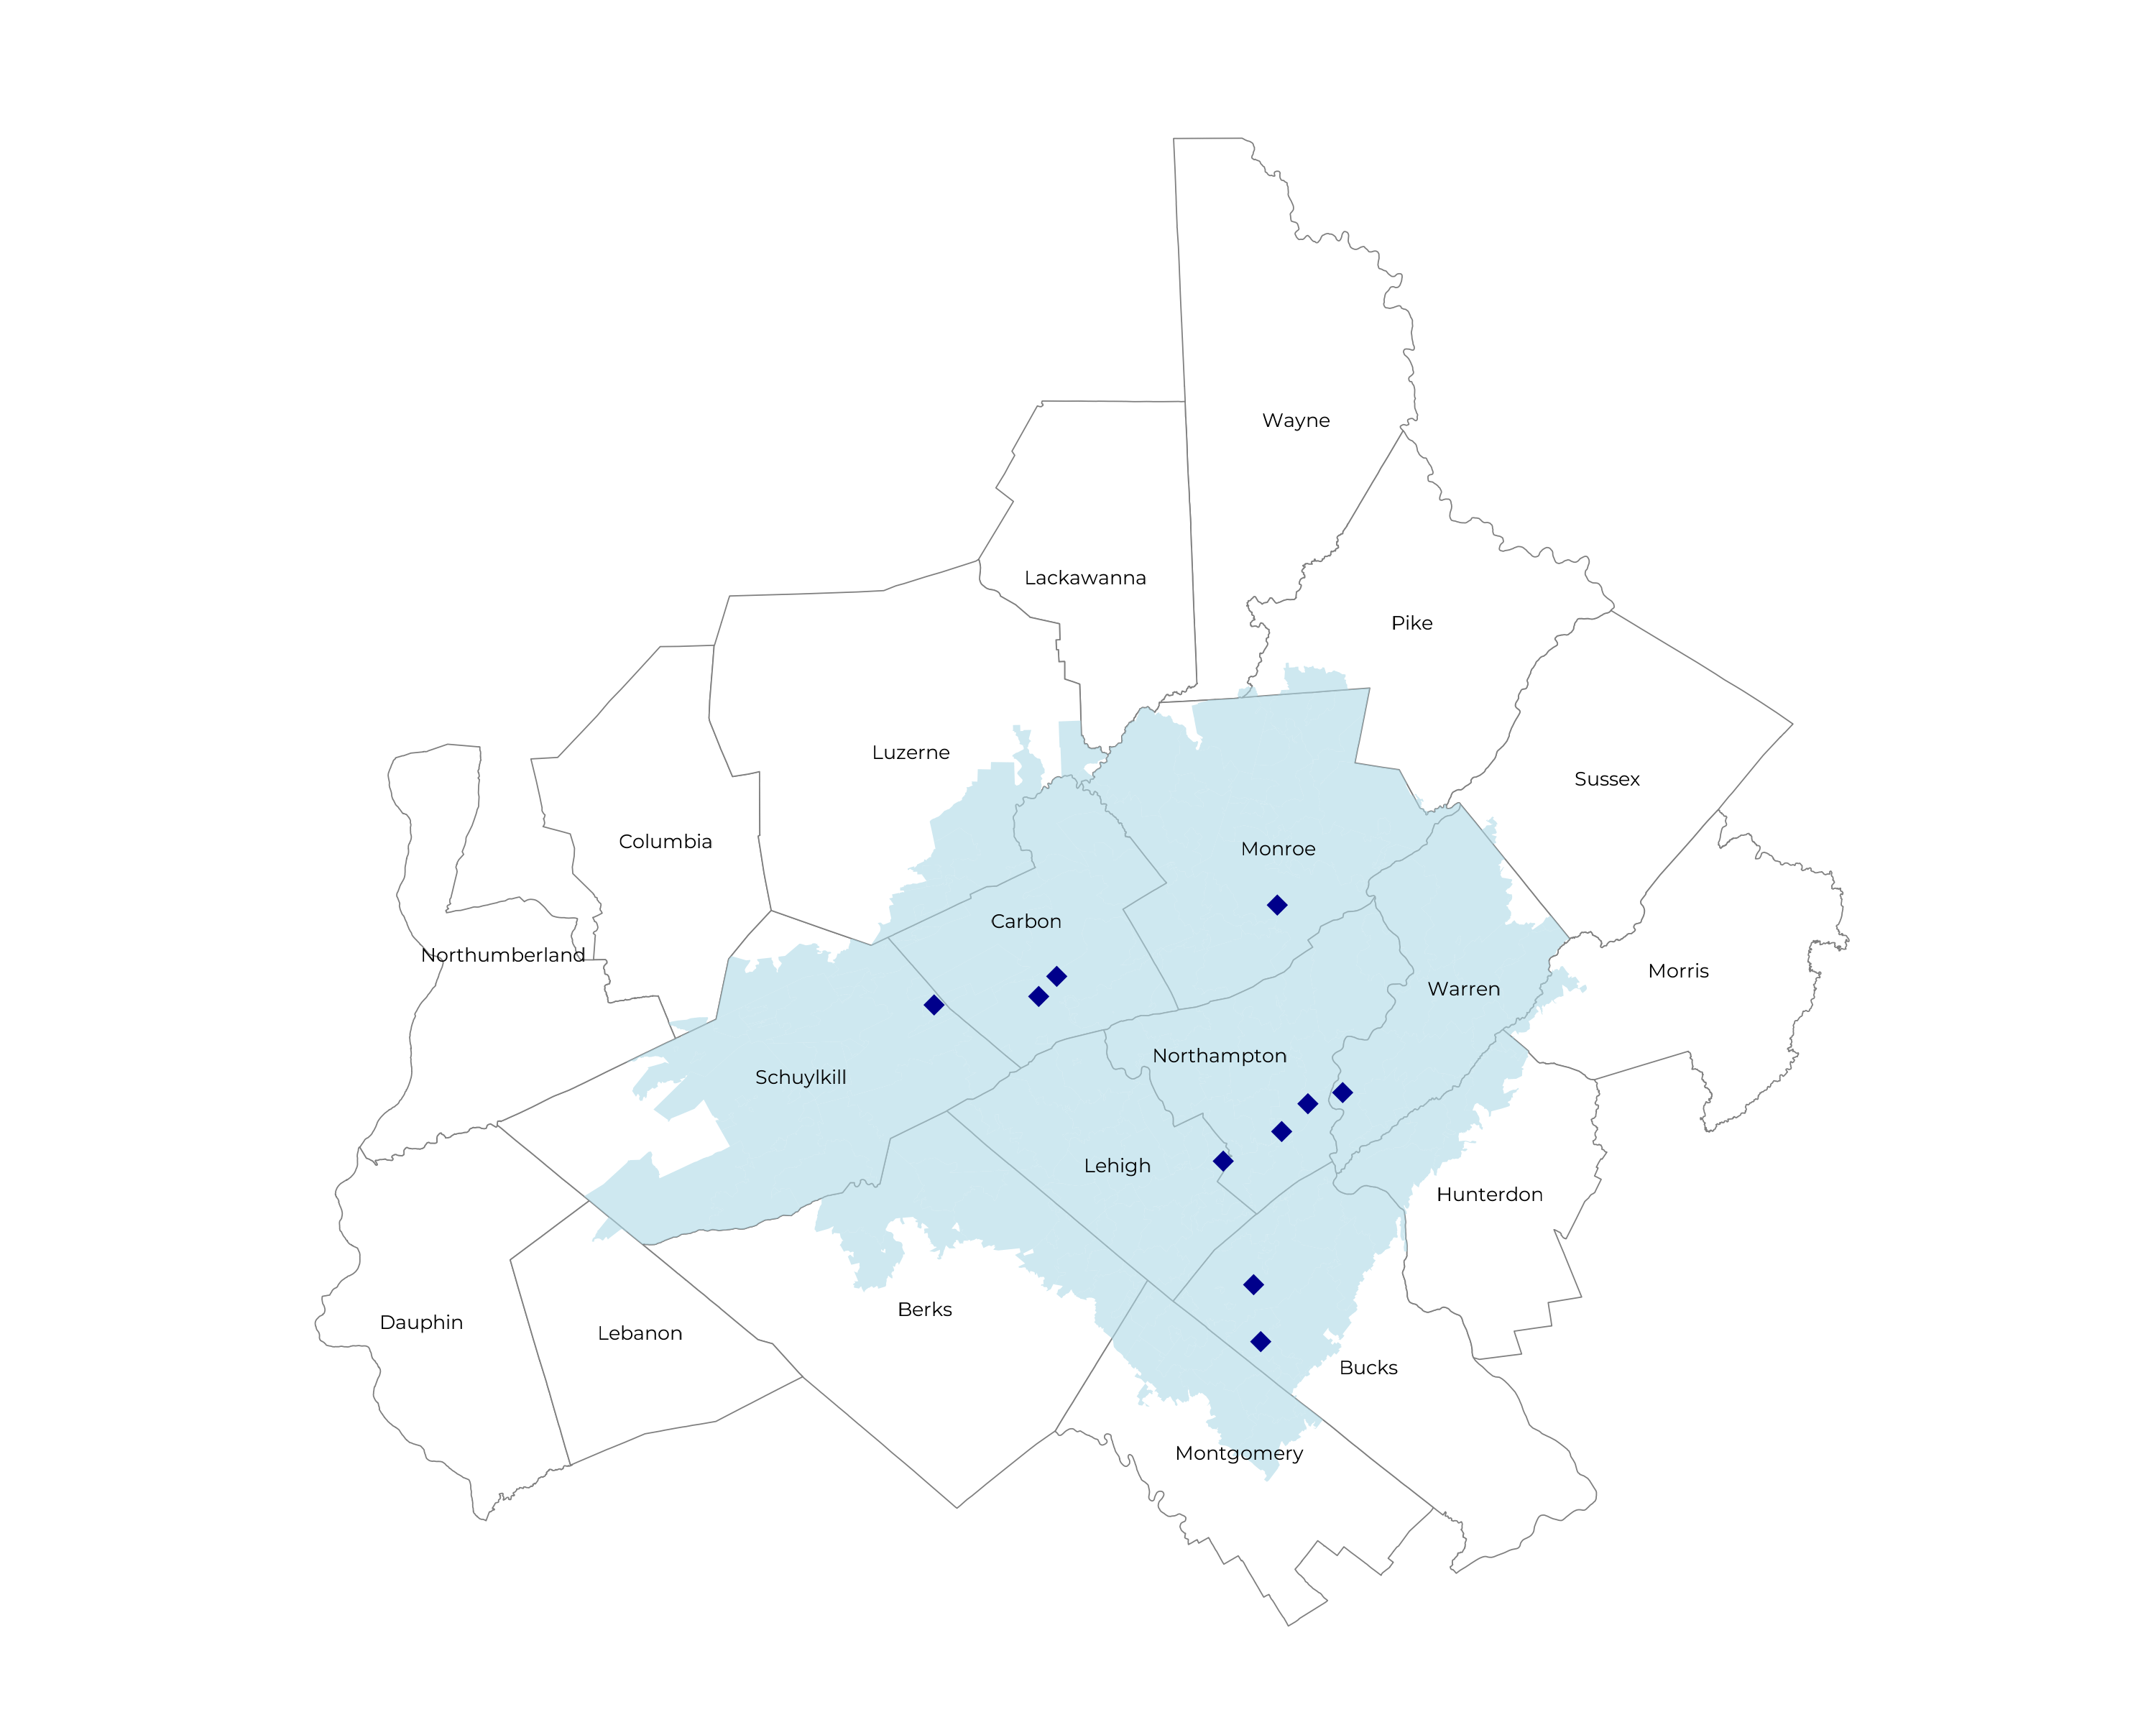 Wayne
Lackawanna
Pike
Luzerne
Sussex
Columbia
Monroe
Carbon
Northumberland
Morris
Warren
Northampton
Schuylkill
Lehigh
Hunterdon
Berks
Dauphin
Lebanon
Bucks
Montgomery